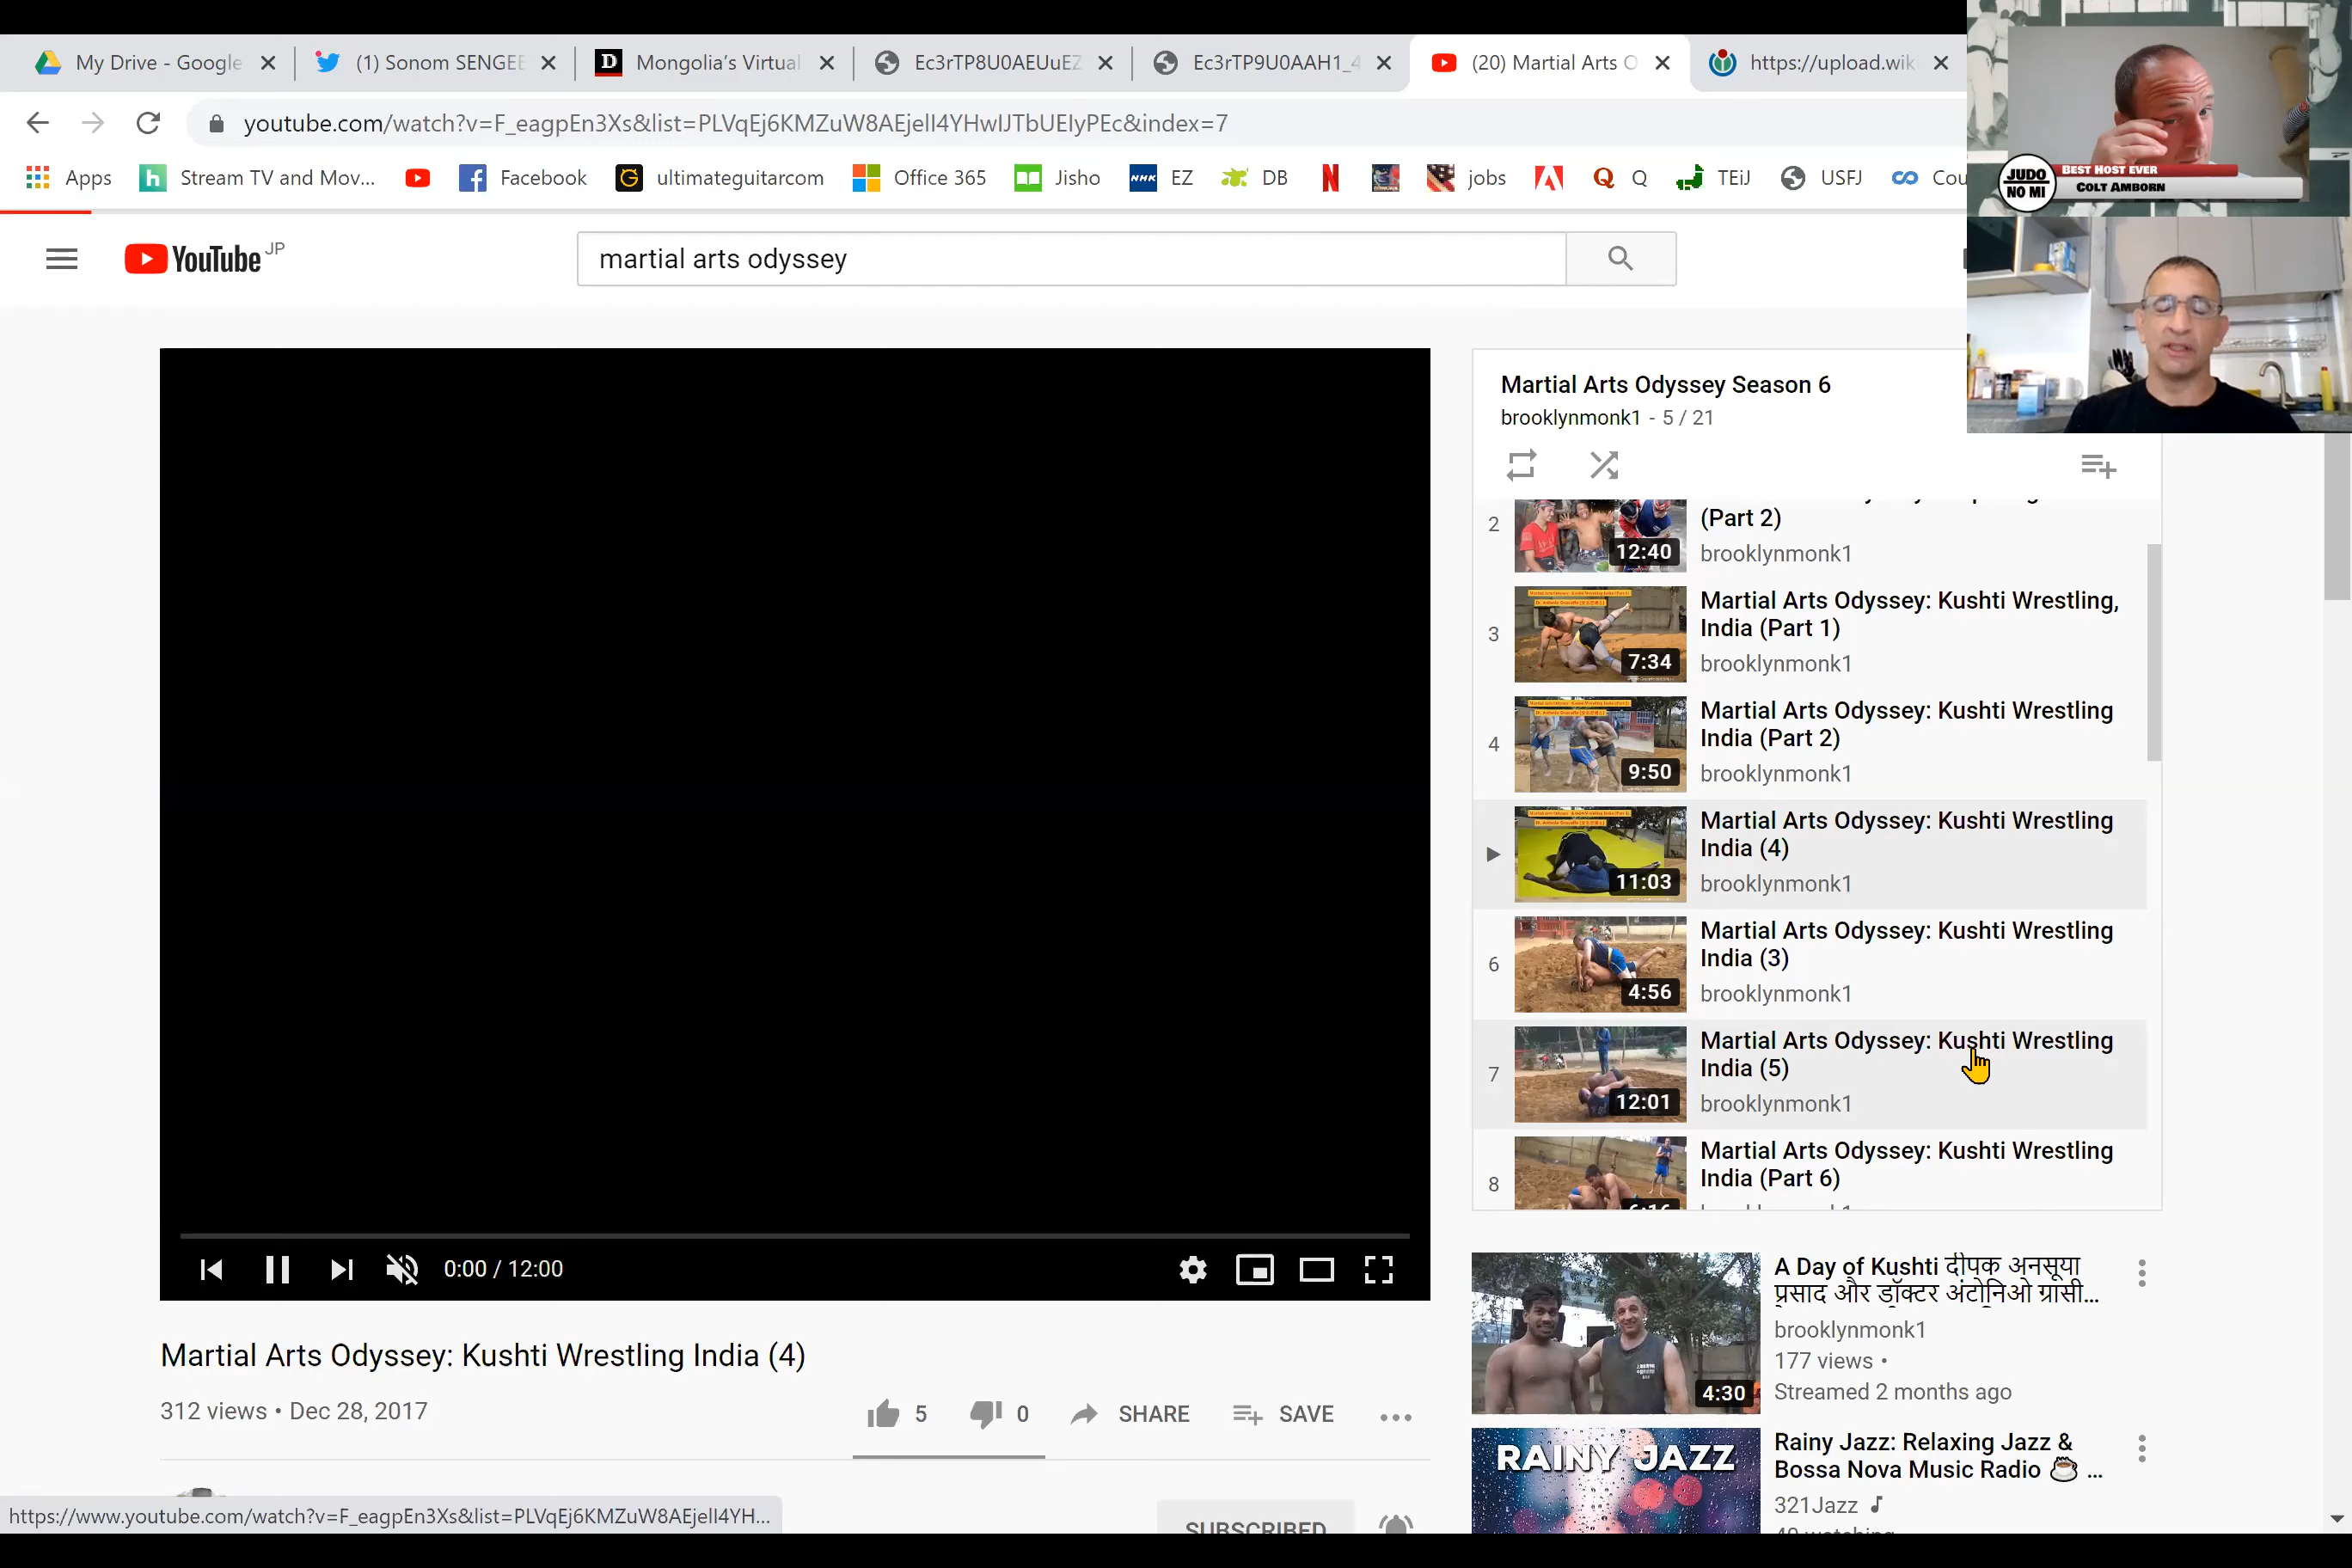 My Drive - Google
(1) Sonom SENGEE
Mongolia's Virtual
Ec3rTP8U0AEUuEZ
Ec3rTP9U0AAH1_4
(20) Martial Arts O
https://upload.wik
youtube.com/watch?v=F_eagpEn3Xs&list=PLVqEj6KMZuW8AEjelI4YHwIJTbUEIyPEc&index=7
Apps
Stream TV and Mov...
Facebook
ultimateguitarcom
Office 365
Jisho
NHK
EZ
DB
jobs
Q
TEiJ
USFJ
Cou
JUDO
NO MI
BEST HOST EVER
COLT AMBORN
YouTube JP
martial arts odyssey
Martial Arts Odyssey Season 6
brooklynmonk1 - 5 / 21
2
(Part 2)
12:40
brooklynmonk1
3
Martial Arts Odyssey: Kushti Wrestling,
India (Part 1)
7:34
brooklynmonk1
4
Martial Arts Odyssey: Kushti Wrestling
India (Part 2)
9:50
brooklynmonk1
Martial Arts Odyssey: Kushti Wrestling
India (4)
11:03
brooklynmonk1
6
Martial Arts Odyssey: Kushti Wrestling
India (3)
4:56
brooklynmonk1
7
Martial Arts Odyssey: Kushti Wrestling
India (5)
12:01
brooklynmonk1
8
Martial Arts Odyssey: Kushti Wrestling
India (Part 6)
0:00 / 12:00
Martial Arts Odyssey: Kushti Wrestling India (4)
312 views • Dec 28, 2017
5
0
SHARE
SAVE
SUBSCRIBED
A Day of Kushti दीपक अनसूया
प्रसाद और डॉक्टर अंटोनिओ ग्रासी...
brooklynmonk1
177 views •
Streamed 2 months ago
4:30
RAINY JAZZ
Rainy Jazz: Relaxing Jazz &
Bossa Nova Music Radio ☕ ...
321Jazz
https://www.youtube.com/watch?v=F_eagpEn3Xs&list=PLVqEj6KMZuW8AEjelI4YH...